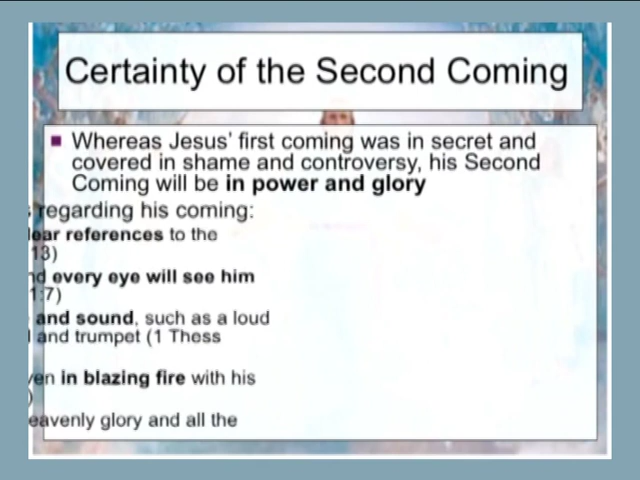 Certainty of the Second Coming
Whereas Jesus' first coming was in secret and
covered in shame and controversy, his Second
Coming will be in power and glory
regarding his coming:
ear references to the
13)
every eye will see him
1:7)
and sound, such as a loud
and trumpet (1 Thess
en in blazing fire with his
)
eavenly glory and all the